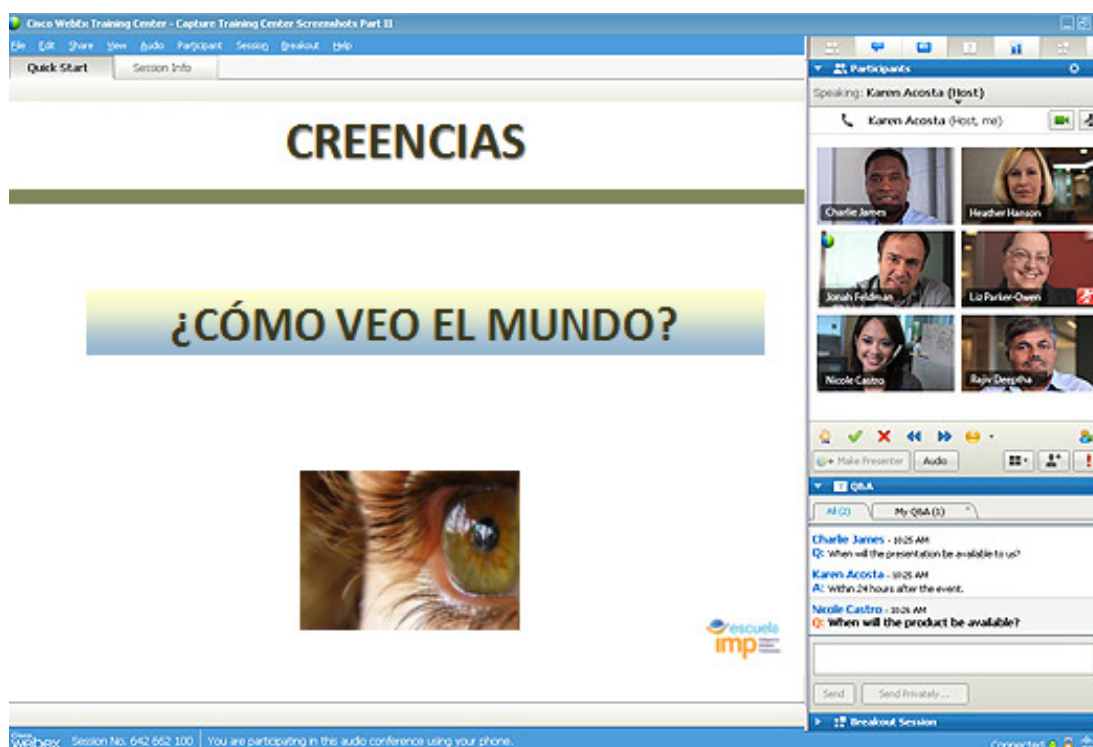 Cisco WebEx Training Center - Capture Training Center Screenshots Part II
File Edit Share View Audio Participant Session Breakout Help
Quick Start Session Info
CREENCIAS
¿CÓMO VEO EL MUNDO?
escuela
imp
Participants
Speaking: Karen Acosta (Host)
Karen Acosta (Host, me)
Charlie James
Heather Hanson
Jonah Feldman
Liz Parker-Owen
Nicole Castro
Rajiv Deeptha
Make Presenter Audio
Q&A
All (2) My Q&A (1)
Charlie James - 10:25 AM
Q: When will the presentation be available to us?
Karen Acosta - 10:25 AM
A: Within 24 hours after the event.
Nicole Castro - 10:26 AM
Q: When will the product be available?
Send Send Privately...
Breakout Session
Cisco
webex Session No. 642 662 100 You are participating in this audio conference using your phone. Connected